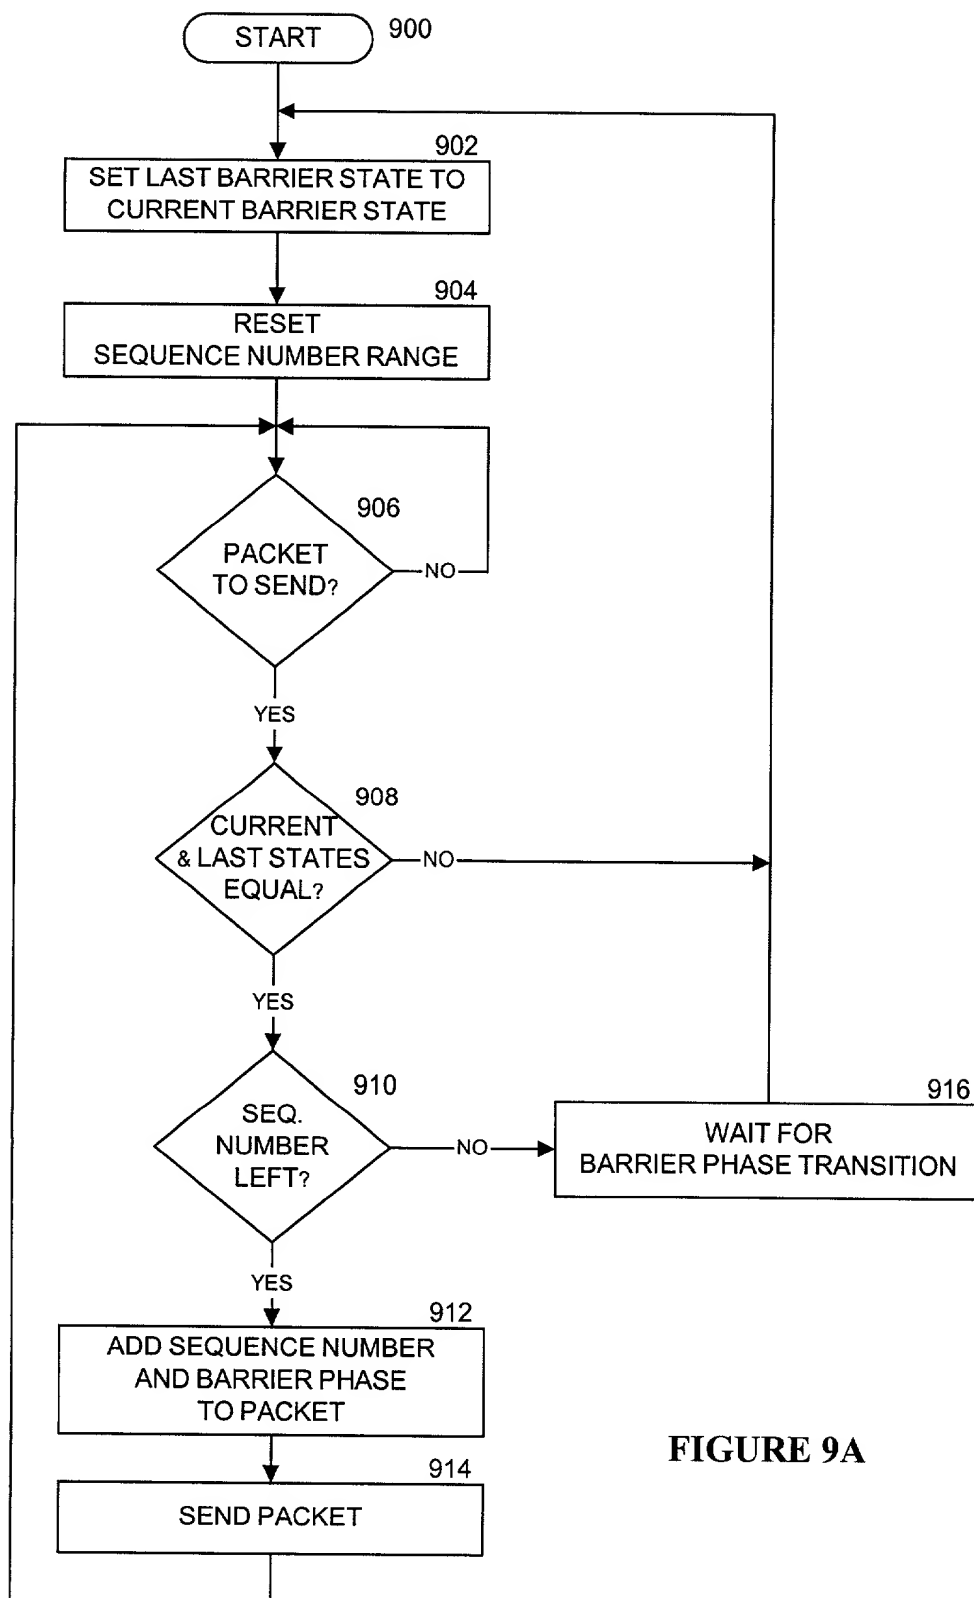 START
900
902
SET LAST BARRIER STATE TO
CURRENT BARRIER STATE
904
RESET
SEQUENCE NUMBER RANGE
906
PACKET
TO SEND?
NO
YES
908
CURRENT
& LAST STATES
EQUAL?
NO
YES
910
SEQ.
NUMBER
LEFT?
NO
916
WAIT FOR
BARRIER PHASE TRANSITION
YES
912
ADD SEQUENCE NUMBER
AND BARRIER PHASE
TO PACKET
914
SEND PACKET
FIGURE 9A